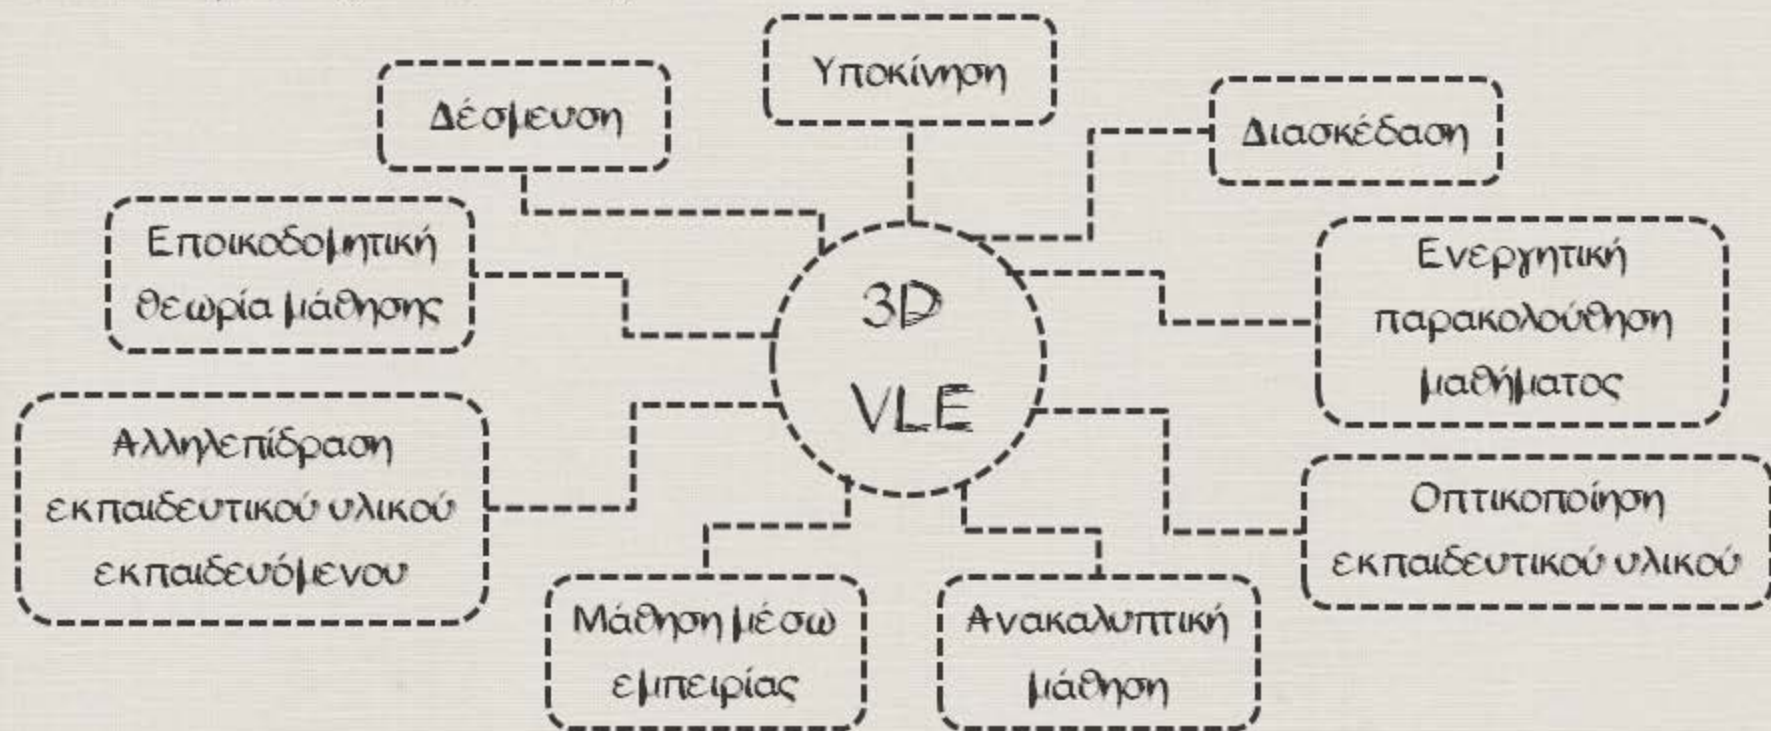 Υποκίνηση
Δέσμευση
Διασκέδαση
Εποικοδομητική
θεωρία μάθησης
3D
VLE
Ενεργητική
παρακολούθηση
μαθήματος
Αλληλεπίδραση
εκπαιδευτικού υλικού
εκπαιδευόμενου
Οπτικοποίηση
εκπαιδευτικού υλικού
Μάθηση μέσω
εμπειρίας
Ανακαλυπτική
μάθηση